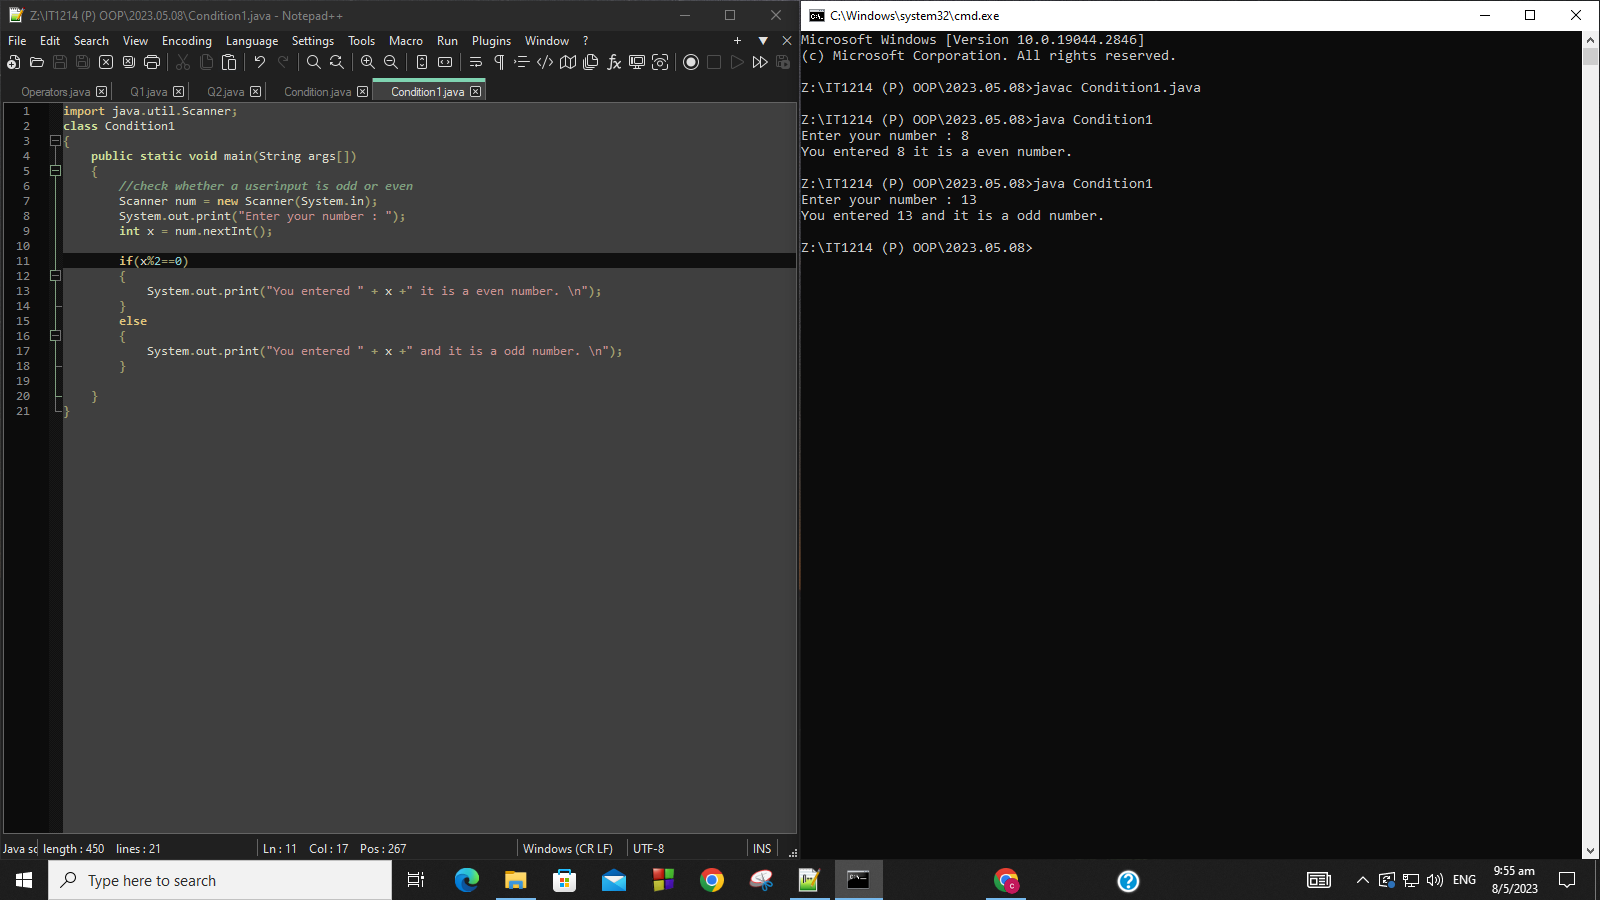 Z:\IT1214 (P) OOP\2023.05.08\Condition1.java - Notepad++
File Edit Search View Encoding Language Settings Tools Macro Run Plugins Window ?
Operators.java Q1.java Q2.java Condition.java Condition1.java
1 import java.util.Scanner;
2 class Condition1
3 {
4 public static void main(String args[])
5 {
6 //check whether a userinput is odd or even
7 Scanner num = new Scanner(System.in);
8 System.out.print("Enter your number : ");
9 int x = num.nextInt();
10
11 if(x%2==0)
12 {
13 System.out.print("You entered " + x +" it is a even number. \n");
14 }
15 else
16 {
17 System.out.print("You entered " + x +" and it is a odd number. \n");
18 }
19
20 }
21 }
Java so length : 450 lines : 21 Ln : 11 Col : 17 Pos : 267 Windows (CR LF) UTF-8 INS
C:\Windows\system32\cmd.exe
Microsoft Windows [Version 10.0.19044.2846]
(c) Microsoft Corporation. All rights reserved.
Z:\IT1214 (P) OOP\2023.05.08>javac Condition1.java
Z:\IT1214 (P) OOP\2023.05.08>java Condition1
Enter your number : 8
You entered 8 it is a even number.
Z:\IT1214 (P) OOP\2023.05.08>java Condition1
Enter your number : 13
You entered 13 and it is a odd number.
Z:\IT1214 (P) OOP\2023.05.08>
Type here to search
ENG
9:55 am
8/5/2023